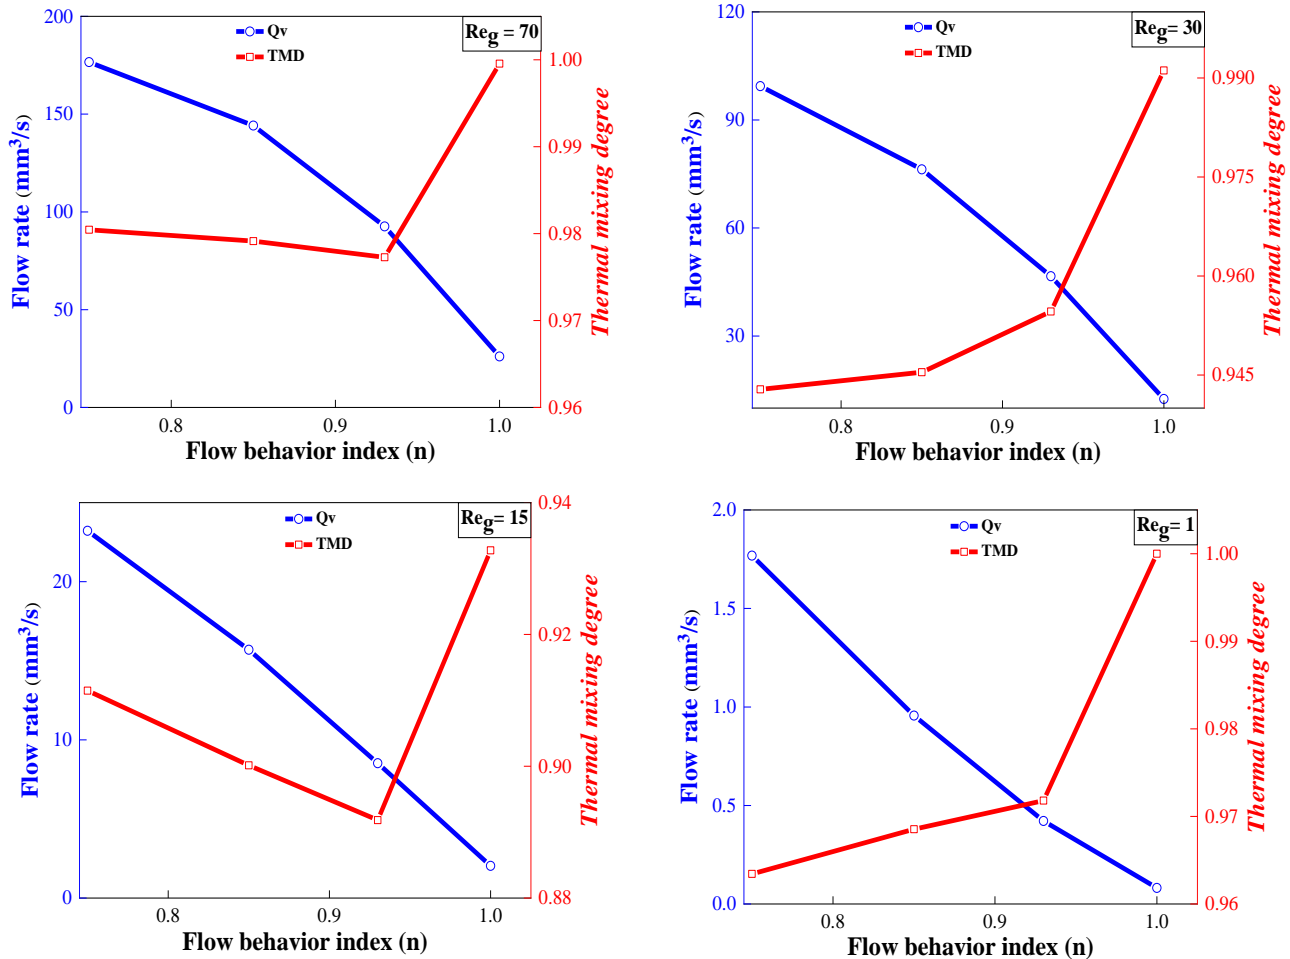 Qv
TMD
Reg = 70
200
150
100
50
0
Flow rate (mm³/s)
1.00
0.99
0.98
0.97
0.96
Thermal mixing degree
0.8
0.9
1.0
Flow behavior index (n)
Qv
TMD
Reg= 30
120
90
60
30
Flow rate (mm³/s)
0.990
0.975
0.960
0.945
Thermal mixing degree
0.8
0.9
1.0
Flow behavior index (n)
Qv
TMD
Reg= 15
20
10
0
Flow rate (mm³/s)
0.94
0.92
0.90
0.88
Thermal mixing degree
0.8
0.9
1.0
Flow behavior index (n)
Qv
TMD
Reg= 1
2.0
1.5
1.0
0.5
0.0
Flow rate (mm³/s)
1.00
0.99
0.98
0.97
0.96
Thermal mixing degree
0.8
0.9
1.0
Flow behavior index (n)